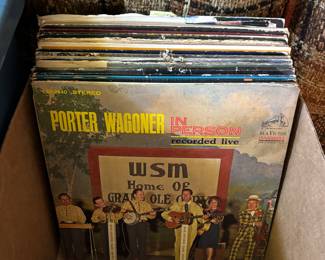 STEREO
PORTER WAGONER
IN
PERSON
recorded live
RCA VICTOR
WSM
Home Of
GRAND OLE OPRY